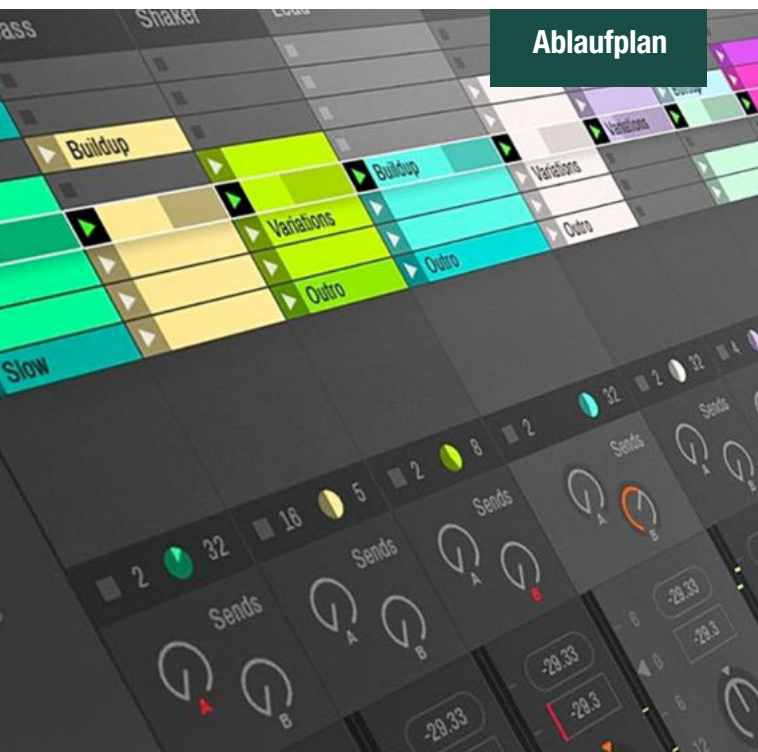 Ablaufplan
Shaker
Buildup
Buildup
Variations
Variations
Variations
Outro
Outro
Outro
Slow
2 32
16 5
2 8
2 32
2 32
4
Sends
A B
Sends
A B
Sends
A B
Sends
A B
Sends
A B
-29.33
-29.33
-29.3
-29.33
-29.3
6
0
6
12